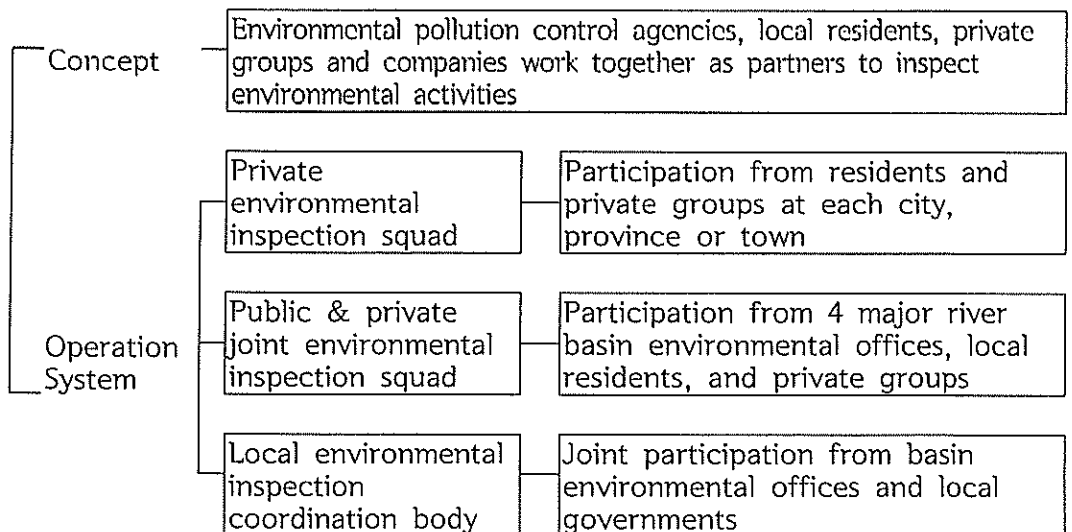 Concept
Environmental pollution control agencies, local residents, private
groups and companies work together as partners to inspect
environmental activities
Operation
System
Private
environmental
inspection squad
Participation from residents and
private groups at each city,
province or town
Public & private
joint environmental
inspection squad
Participation from 4 major river
basin environmental offices, local
residents, and private groups
Local environmental
inspection
coordination body
Joint participation from basin
environmental offices and local
governments